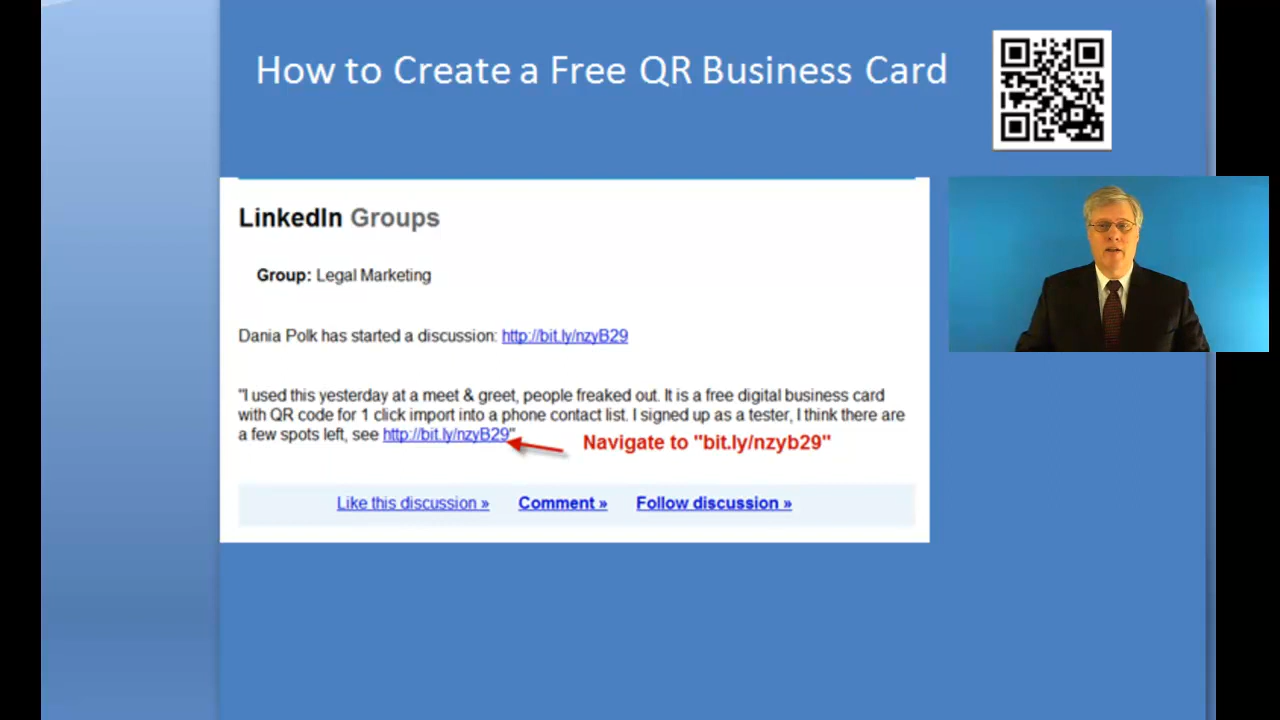 How to Create a Free QR Business Card
LinkedIn Groups
Group: Legal Marketing
Dania Polk has started a discussion: http://bit.ly/nzyB29
"I used this yesterday at a meet & greet, people freaked out. It is a free digital business card
with QR code for 1 click import into a phone contact list. I signed up as a tester, I think there are
a few spots left, see http://bit.ly/nzyB29"
Navigate to "bit.ly/nzyb29"
Like this discussion » Comment » Follow discussion »